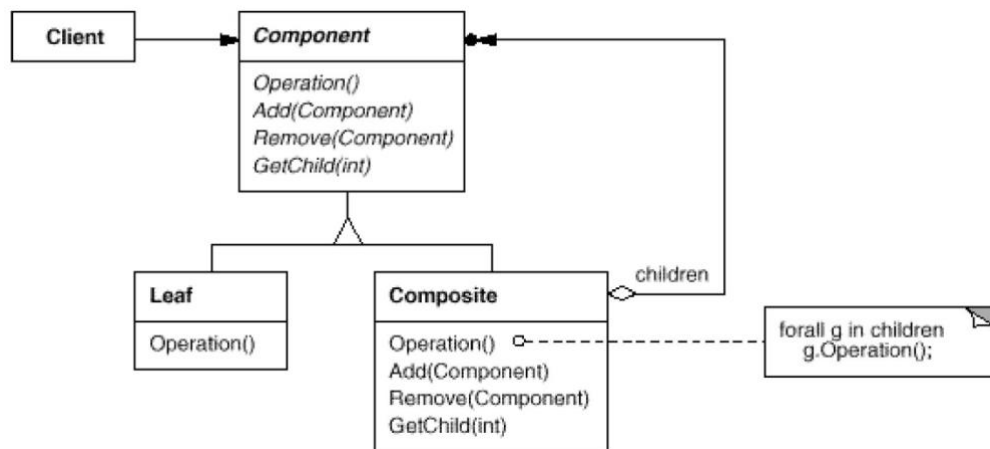 Client
Component
Operation()
Add(Component)
Remove(Component)
GetChild(int)
Leaf
Operation()
Composite
Operation()
Add(Component)
Remove(Component)
GetChild(int)
children
forall g in children
g.Operation();